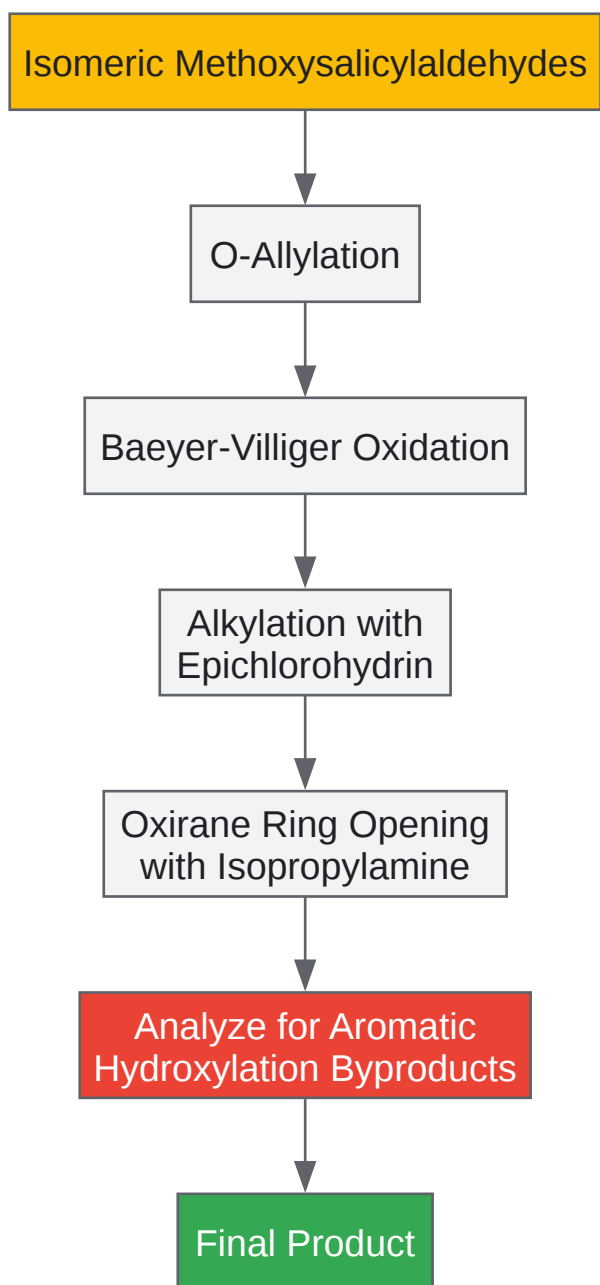 Isomeric Methoxysalicylaldehydes
O-Allylation
Baeyer-Villiger Oxidation
Alkylation with
Epichlorohydrin
Oxirane Ring Opening
with Isopropylamine
Analyze for Aromatic
Hydroxylation Byproducts
Final Product